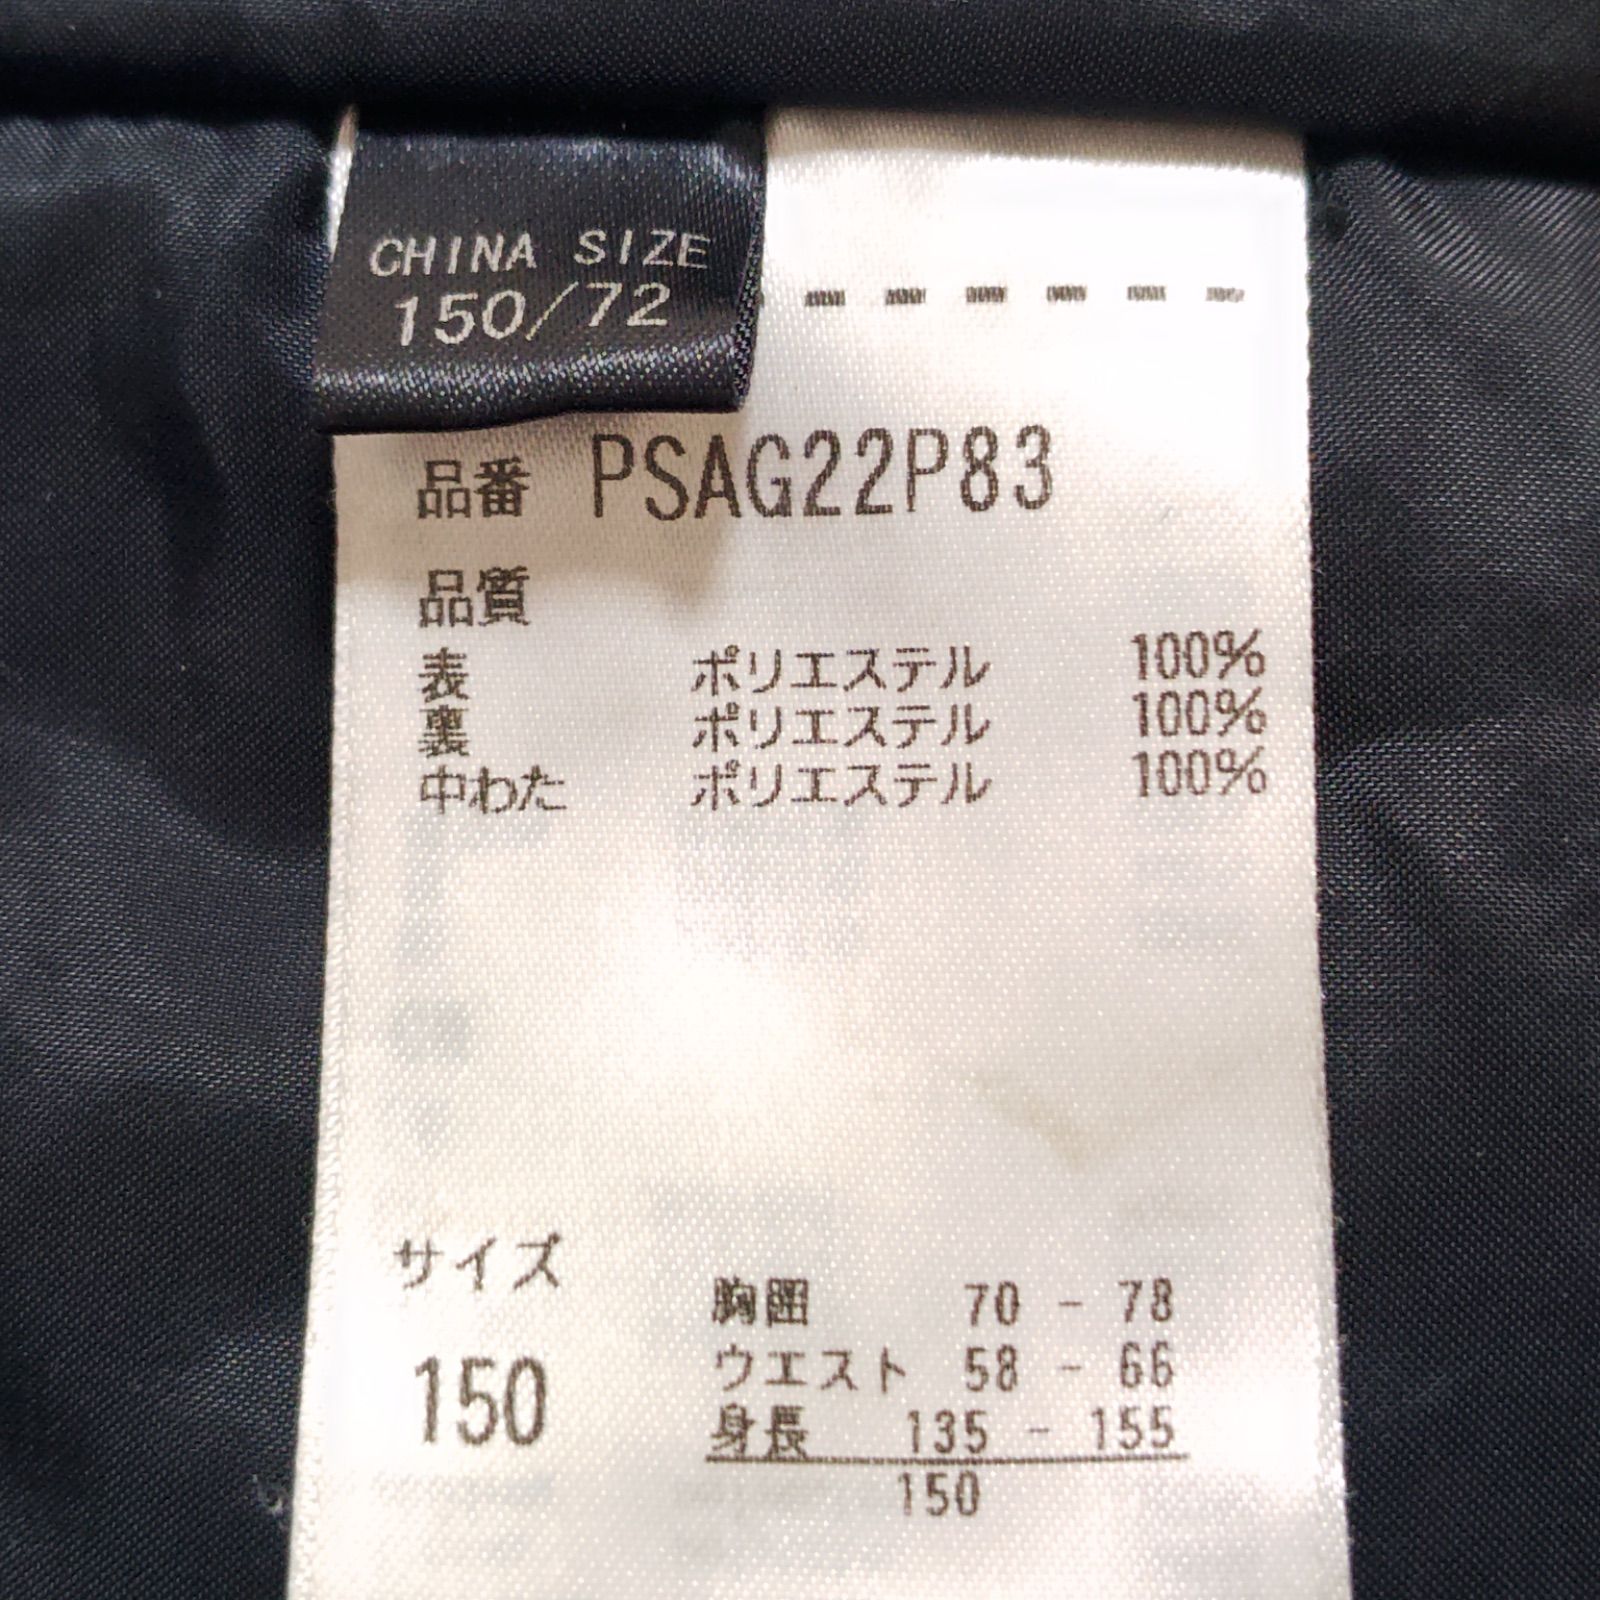 CHINA SIZE
150/72
品番 PSAG22P83
品質
表 ポリエステル 100%
裏 ポリエステル 100%
中わた ポリエステル 100%
サイズ
150
胸囲 70 - 78
ウエスト 58 - 66
身長 135 - 155
150